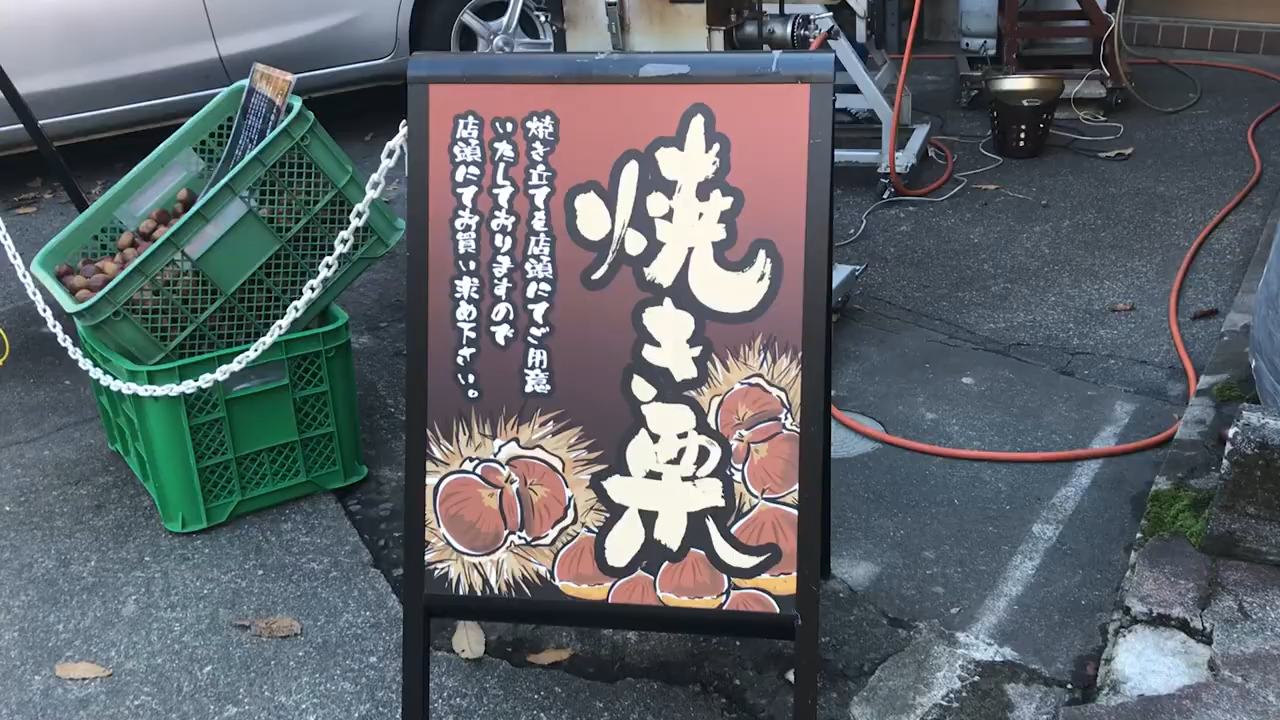 焼き栗
焼き立てを店頭にてご用意
いたしておりますので
店頭にてお買い求め下さい。